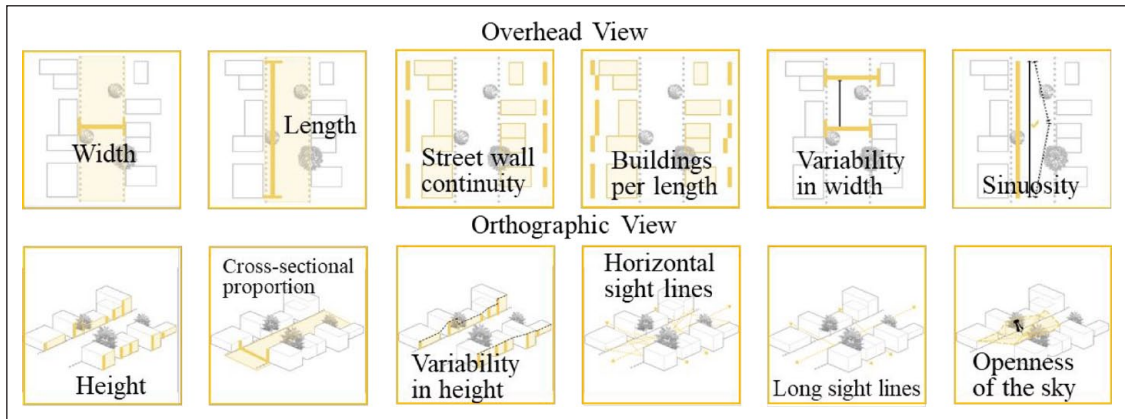 Overhead View
Width
Length
Street wall
continuity
Buildings
per length
Variability
in width
Sinuosity
Orthographic View
Height
Cross-sectional
proportion
Variability
in height
Horizontal
sight lines
Long sight lines
Openness
of the sky